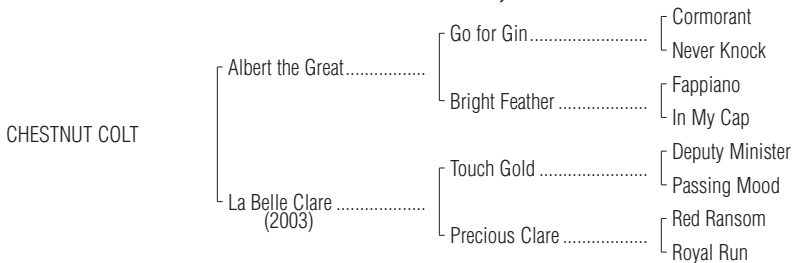 Cormorant
Go for Gin
Never Knock
Albert the Great
Fappiano
Bright Feather
In My Cap
CHESTNUT COLT
Deputy Minister
Touch Gold
Passing Mood
La Belle Clare
(2003)
Red Ransom
Precious Clare
Royal Run